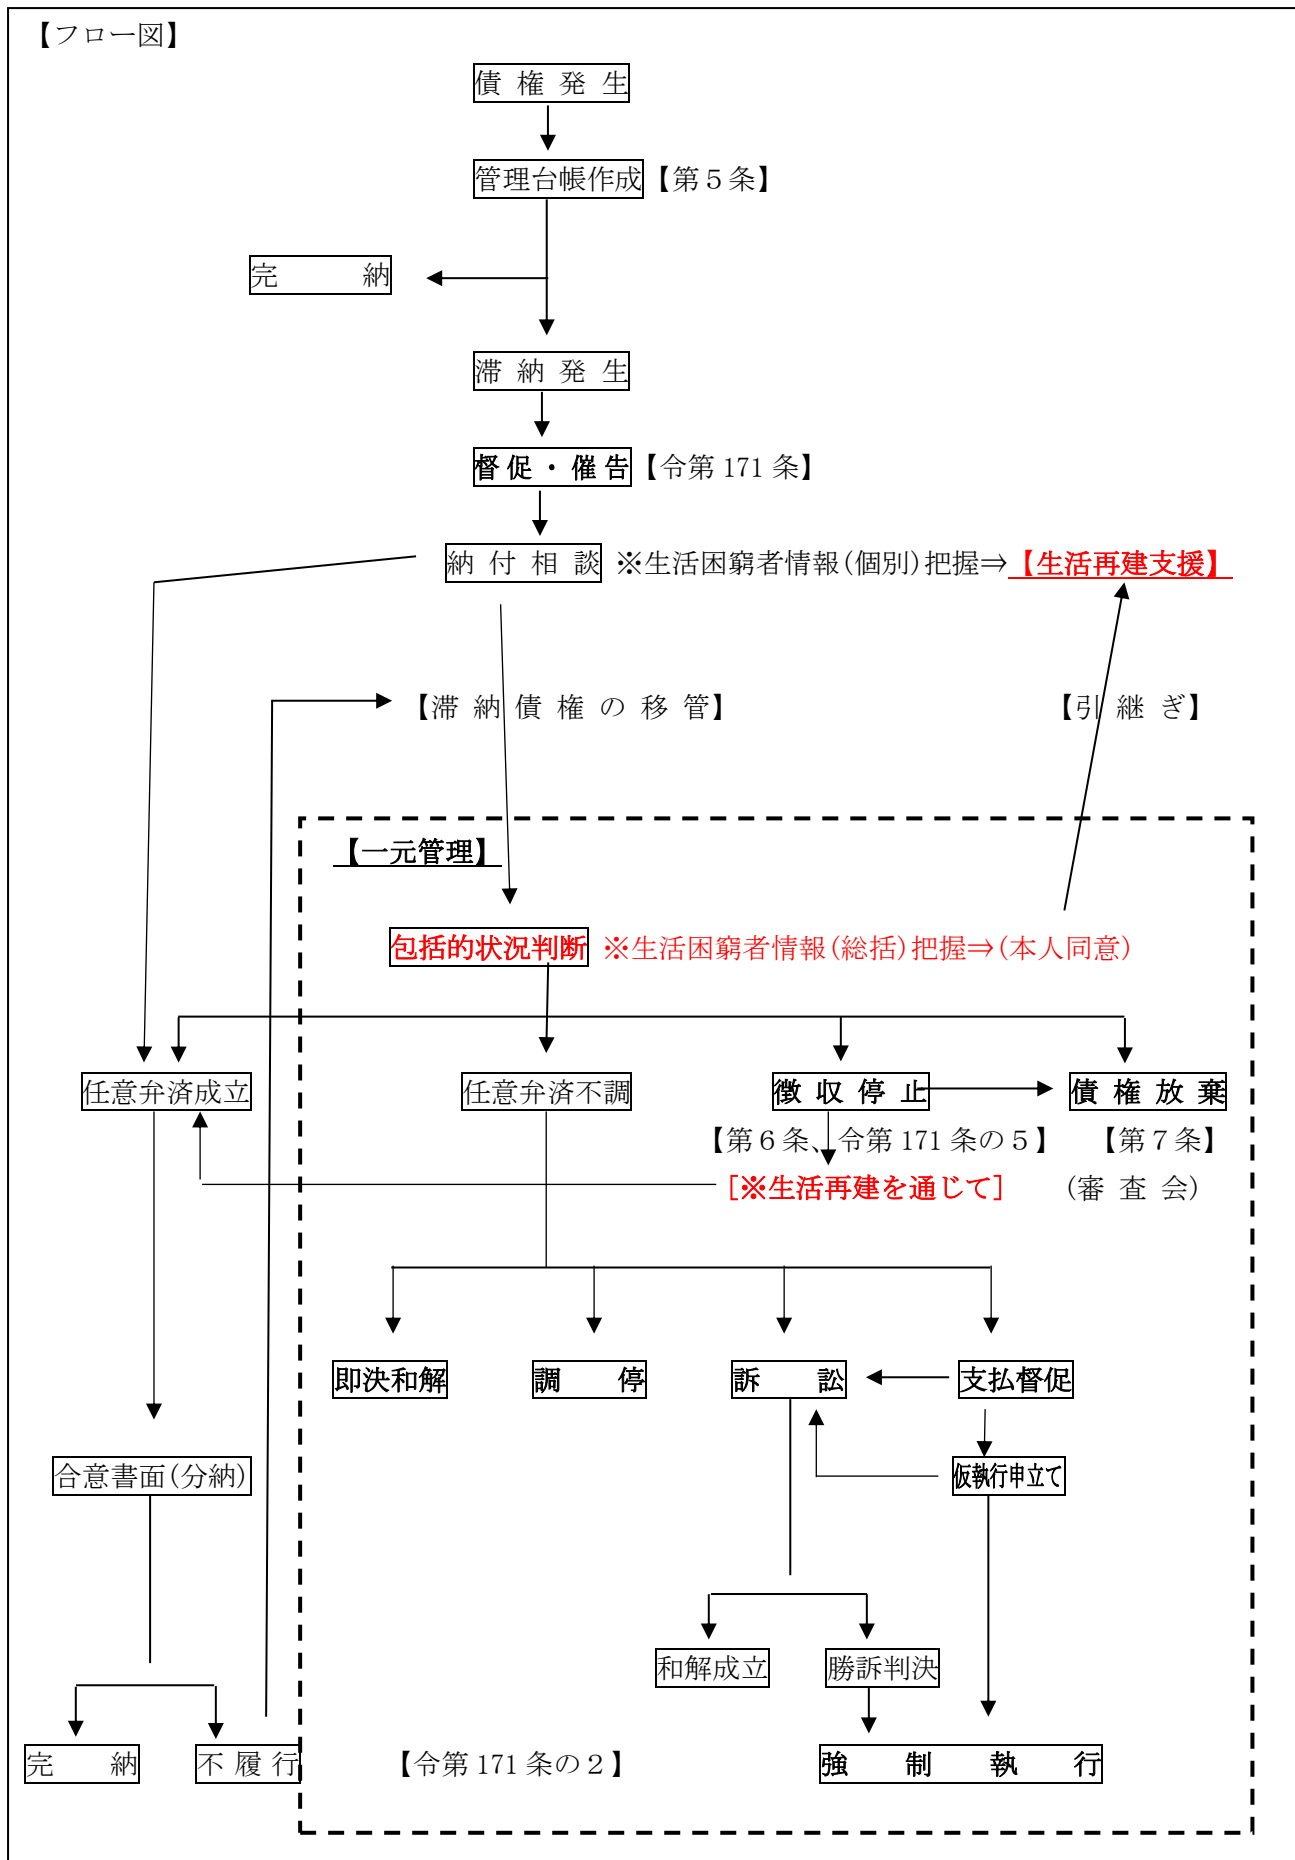 【フロー図】
債権発生
管理台帳作成【第５条】
完納
滞納発生
督促・催告【令第171条】
納付相談 ※生活困窮者情報(個別)把握⇒【生活再建支援】
【滞納債権の移管】 【引継ぎ】
【一元管理】
包括的状況判断 ※生活困窮者情報(総括)把握⇒(本人同意)
任意弁済成立 任意弁済不調 徴収停止 債権放棄
【第６条、令第171条の５】 【第７条】
[※生活再建を通じて] (審査会)
即決和解 調停 訴訟 支払督促
合意書面(分納) 仮執行申立て
和解成立 勝訴判決
完納 不履行 【令第171条の２】 強制執行